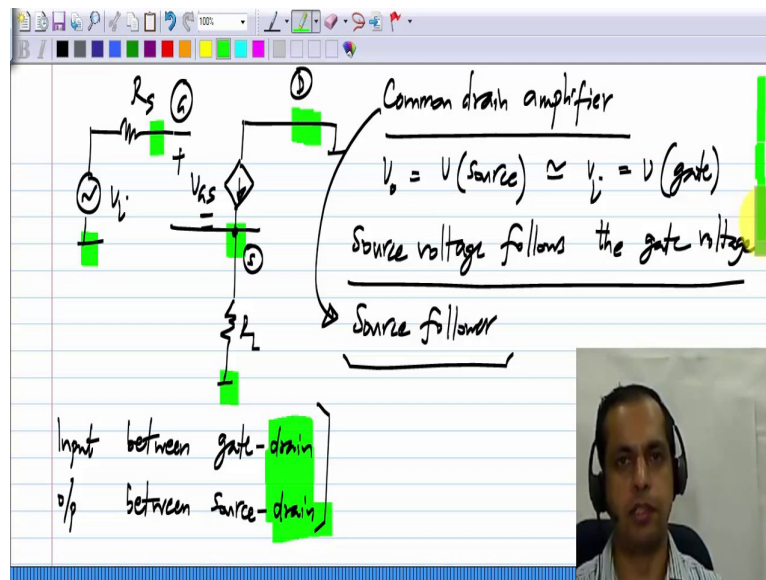 100%
B I
Rs G D
Common drain amplifier
+
Vi VGS
Vo = V(source) ≅ Vi = V(gate)
Source voltage follows the gate voltage
S
RL
Source follower
Input between gate-drain
o/p between source-drain